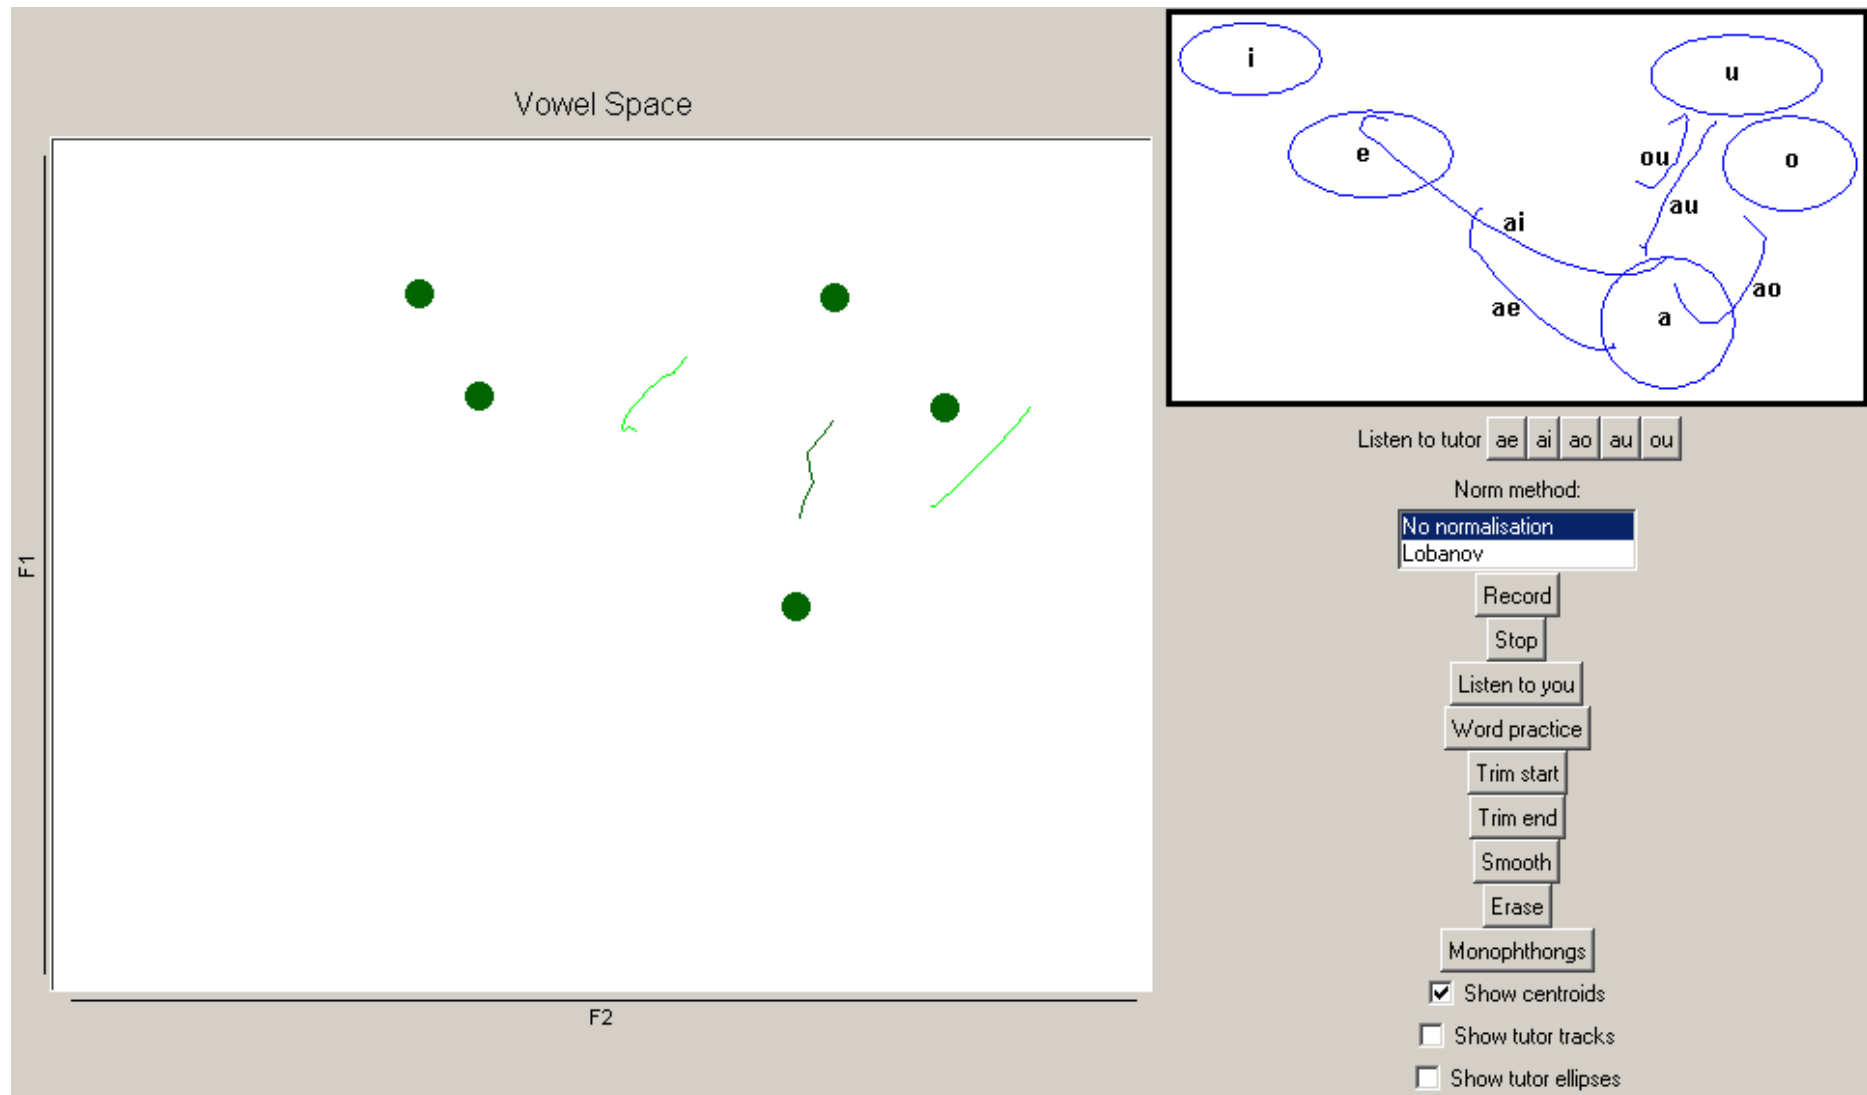 Vowel Space
F1
F2
i
u
e
ou
o
au
ai
ae
a
ao
Listen to tutor ae ai ao au ou
Norm method:
No normalisation
Lobanov
Record
Stop
Listen to you
Word practice
Trim start
Trim end
Smooth
Erase
Monophthongs
Show centroids
Show tutor tracks
Show tutor ellipses